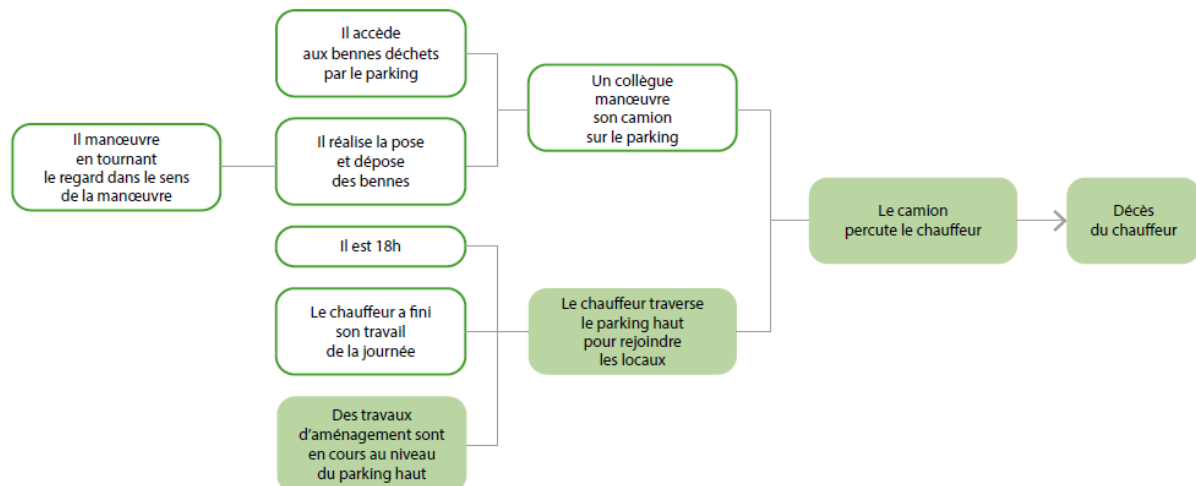 Il accède
aux bennes déchets
par le parking
Un collègue
manœuvre
son camion
sur le parking
Il manœuvre
en tournant
le regard dans le sens
de la manœuvre
Il réalise la pose
et dépose
des bennes
Le camion
percute le chauffeur
Décès
du chauffeur
Il est 18h
Le chauffeur a fini
son travail
de la journée
Le chauffeur traverse
le parking haut
pour rejoindre
les locaux
Des travaux
d’aménagement sont
en cours au niveau
du parking haut